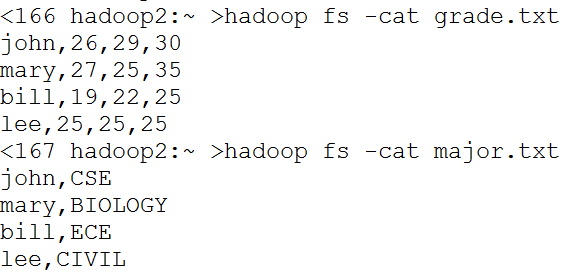 <166 hadoop2:~ >hadoop fs -cat grade.txt
john,26,29,30
mary,27,25,35
bill,19,22,25
lee,25,25,25
<167 hadoop2:~ >hadoop fs -cat major.txt
john,CSE
mary,BIOLOGY
bill,ECE
lee,CIVIL